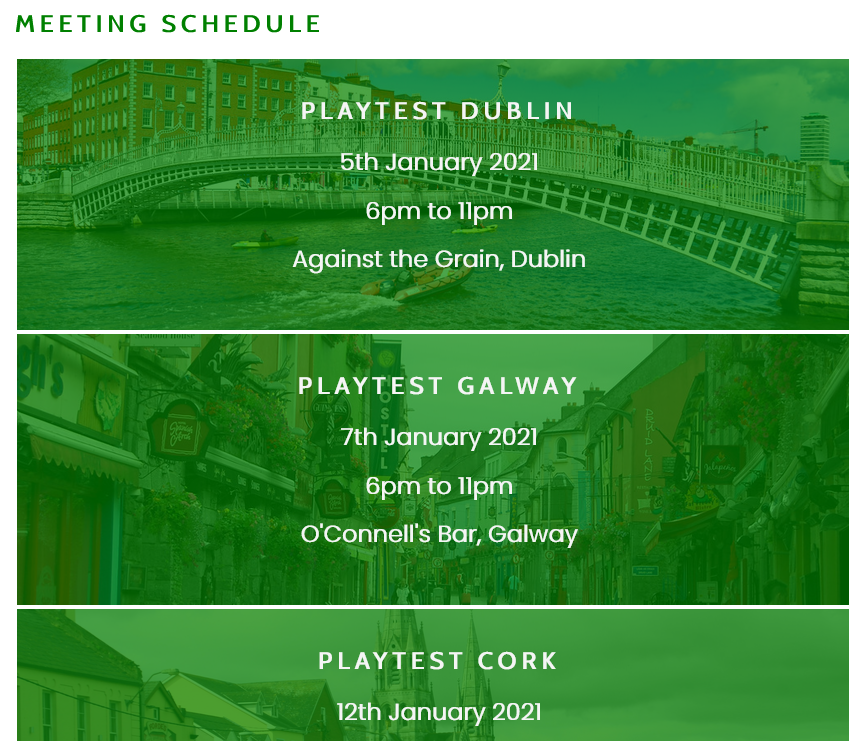 MEETING SCHEDULE
PLAYTEST DUBLIN
5th January 2021
6pm to 11pm
Against the Grain, Dublin
PLAYTEST GALWAY
7th January 2021
6pm to 11pm
O'Connell's Bar, Galway
HOSTEL
PLAYTEST CORK
12th January 2021